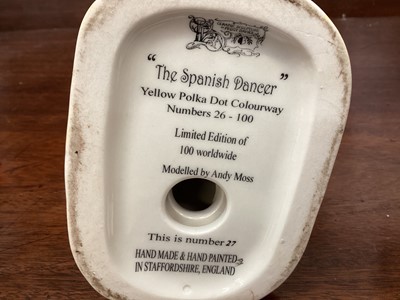 "The Spanish Dancer"
Yellow Polka Dot Colourway
Numbers 26 - 100
Limited Edition of
100 worldwide
Modelled by Andy Moss
This is number 27
HAND MADE & HAND PAINTED
IN STAFFORDSHIRE, ENGLAND